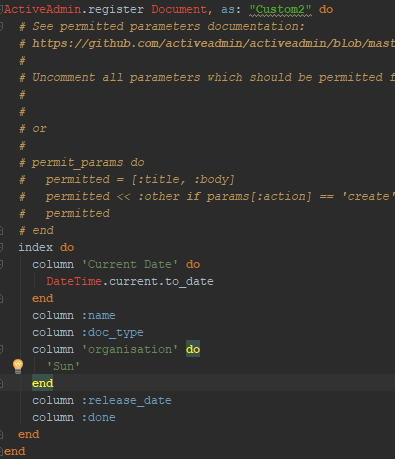 ActiveAdmin.register Document, as: "Custom2" do
# See permitted parameters documentation:
# https://github.com/activeadmin/activeadmin/blob/mast
#
# Uncomment all parameters which should be permitted f
#
#
# or
#
# permit_params do
#   permitted = [:title, :body]
#   permitted << :other if params[:action] == 'create'
#   permitted
# end
index do
column 'Current Date' do
DateTime.current.to_date
end
column :name
column :doc_type
column 'organisation' do
'Sun'
end
column :release_date
column :done
end
end